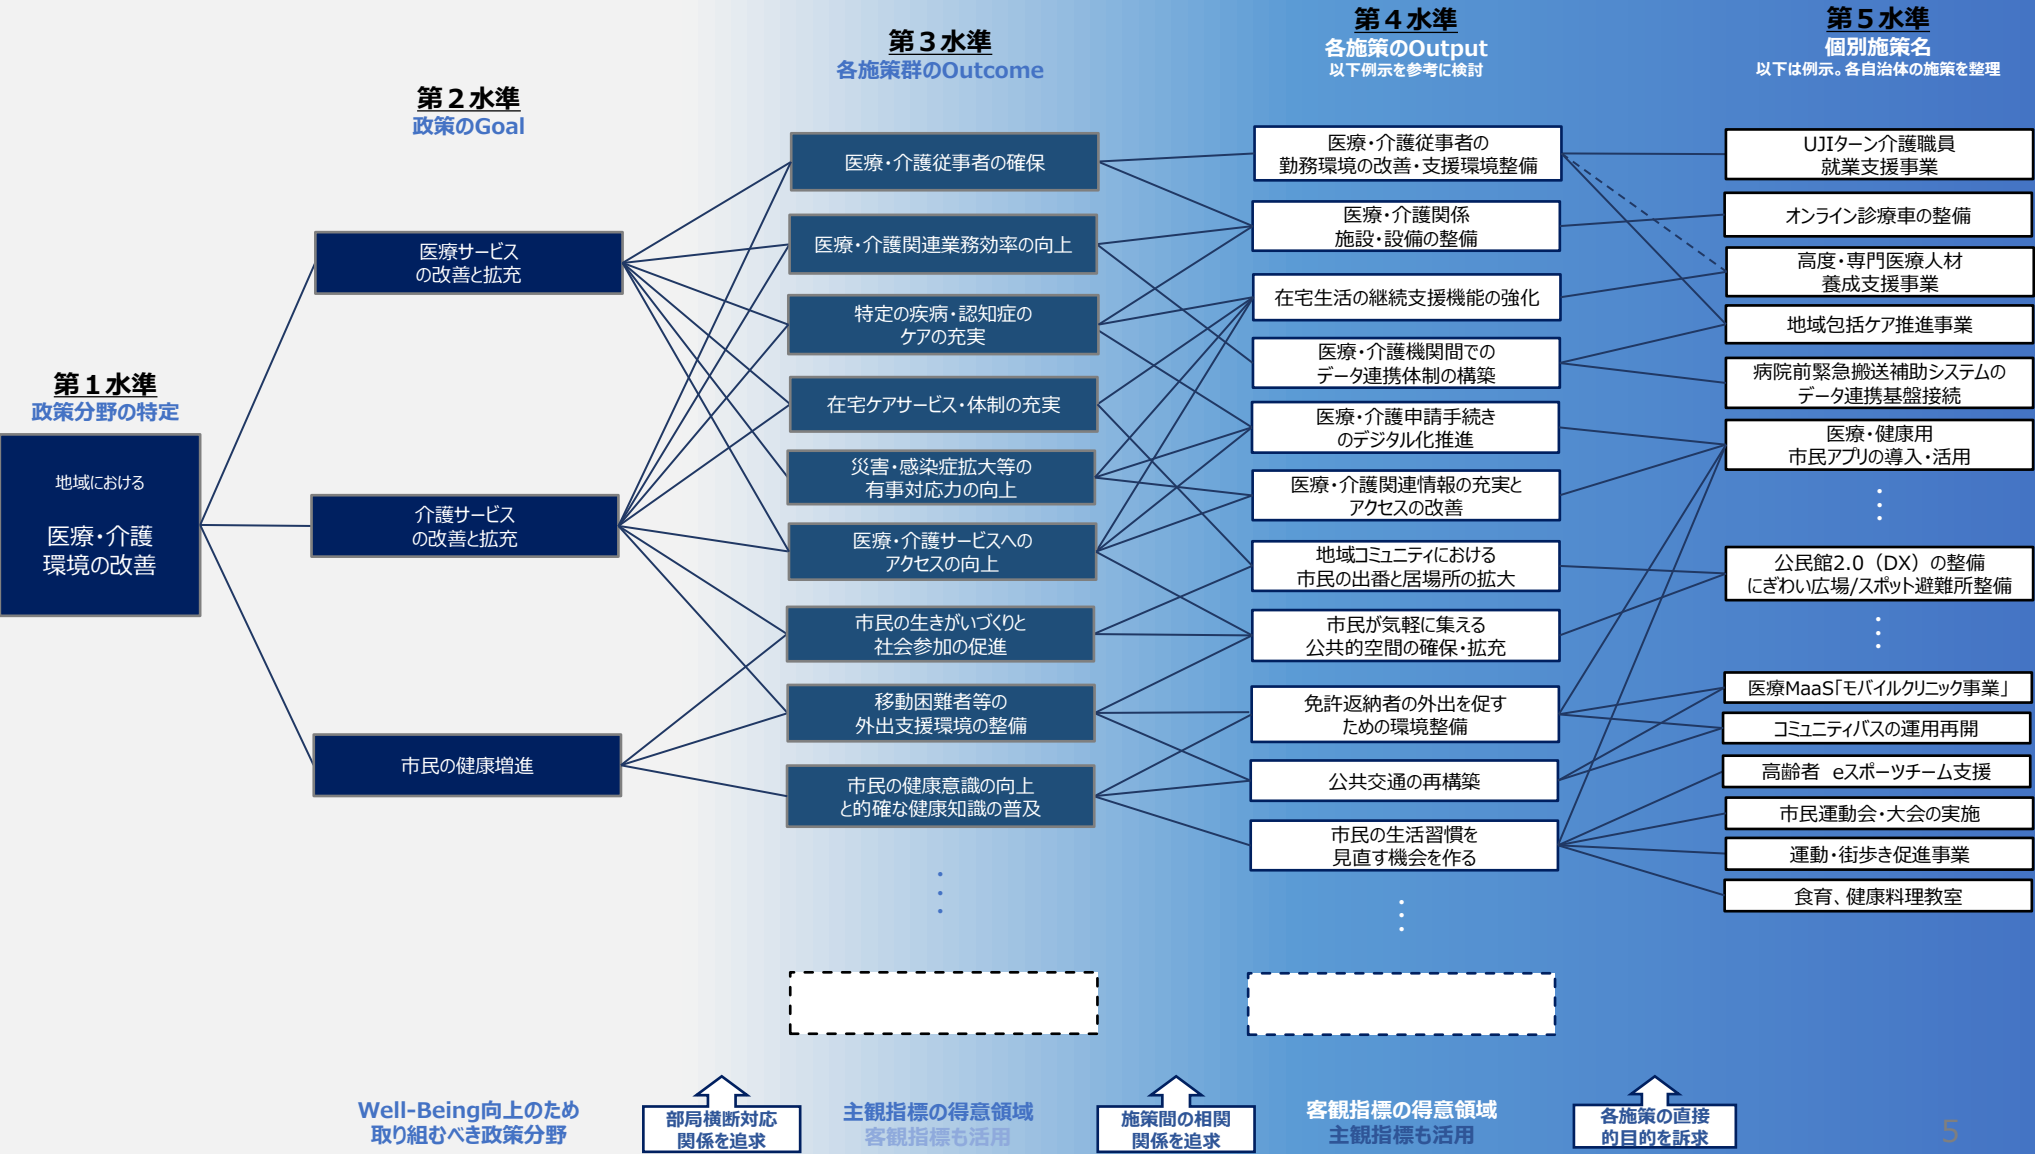 第1水準
政策分野の特定
地域における
医療・介護
環境の改善
第2水準
政策のGoal
医療サービス
の改善と拡充
介護サービス
の改善と拡充
市民の健康増進
第3水準
各施策群のOutcome
医療・介護従事者の確保
医療・介護関連業務効率の向上
特定の疾病・認知症の
ケアの充実
在宅ケアサービス・体制の充実
災害・感染症拡大等の
有事対応力の向上
医療・介護サービスへの
アクセスの向上
市民の生きがいづくりと
社会参加の促進
移動困難者等の
外出支援環境の整備
市民の健康意識の向上
と的確な健康知識の普及
第4水準
各施策のOutput
以下例示を参考に検討
医療・介護従事者の
勤務環境の改善・支援環境整備
医療・介護関係
施設・設備の整備
在宅生活の継続支援機能の強化
医療・介護機関間での
データ連携体制の構築
医療・介護申請手続き
のデジタル化推進
医療・介護関連情報の充実と
アクセスの改善
地域コミュニティにおける
市民の出番と居場所の拡大
市民が気軽に集える
公共的空間の確保・拡充
免許返納者の外出を促す
ための環境整備
公共交通の再構築
市民の生活習慣を
見直す機会を作る
第5水準
個別施策名
以下は例示。各自治体の施策を整理
UJIターン介護職員
就業支援事業
オンライン診療車の整備
高度・専門医療人材
養成支援事業
地域包括ケア推進事業
病院前緊急搬送補助システムの
データ連携基盤接続
医療・健康用
市民アプリの導入・活用
公民館2.0（DX）の整備
にぎわい広場/スポット避難所整備
医療MaaS「モバイルクリニック事業」
コミュニティバスの運用再開
高齢者　eスポーツチーム支援
市民運動会・大会の実施
運動・街歩き促進事業
食育、健康料理教室
Well-Being向上のため
取り組むべき政策分野
部局横断対応
関係を追求
主観指標の得意領域
客観指標も活用
施策間の相関
関係を追求
客観指標の得意領域
主観指標も活用
各施策の直接
的目的を訴求
5